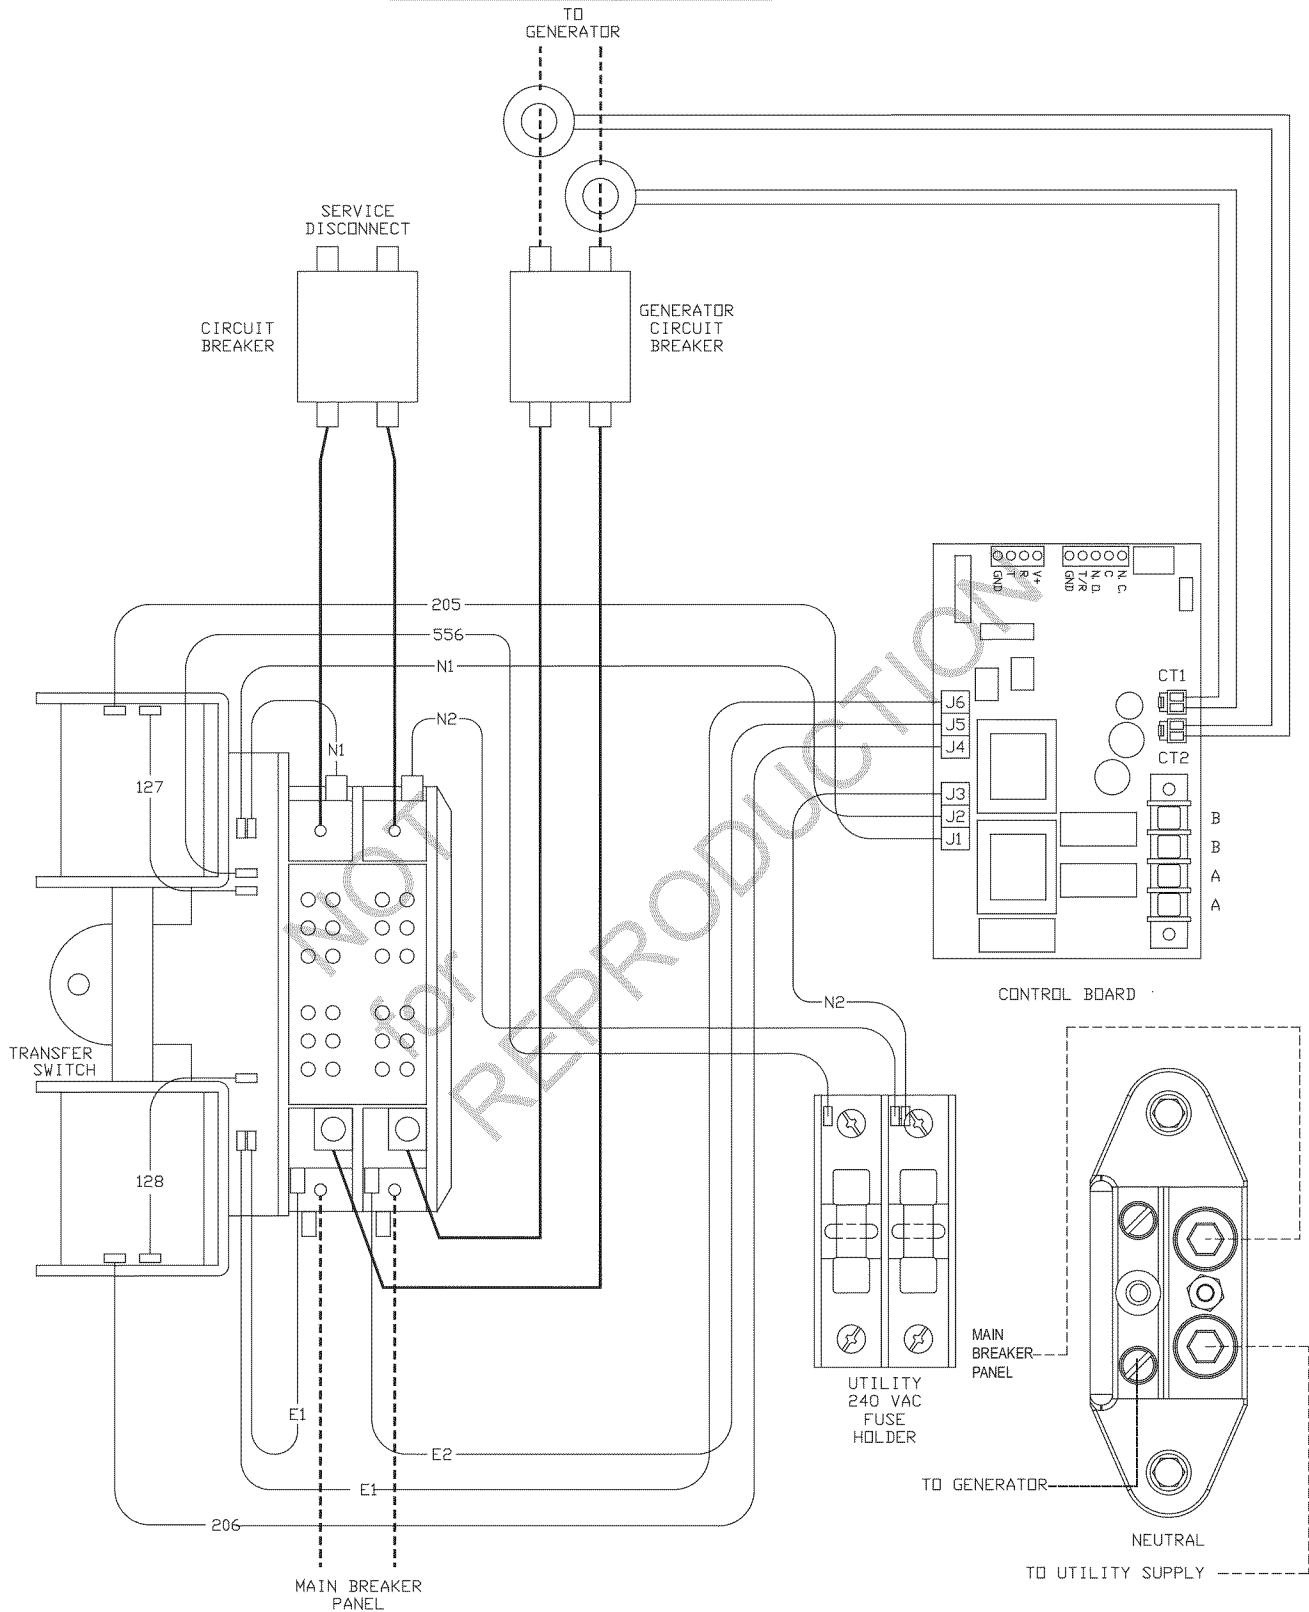 TO
GENERATOR
SERVICE
DISCONNECT
CIRCUIT
BREAKER
GENERATOR
CIRCUIT
BREAKER
GND
T
R
V+
GND
T/R
N.O.
C
N.C.
205
556
N1
N2
N1
CT1
J6
J5
J4
CT2
127
J3
J2
J1
B
B
A
A
NOT
for
REPRODUCTION
CONTROL BOARD
N2
TRANSFER
SWITCH
128
MAIN
BREAKER
PANEL
UTILITY
240 VAC
FUSE
HOLDER
E1
E2
E1
TO GENERATOR
206
NEUTRAL
TO UTILITY SUPPLY
MAIN BREAKER
PANEL